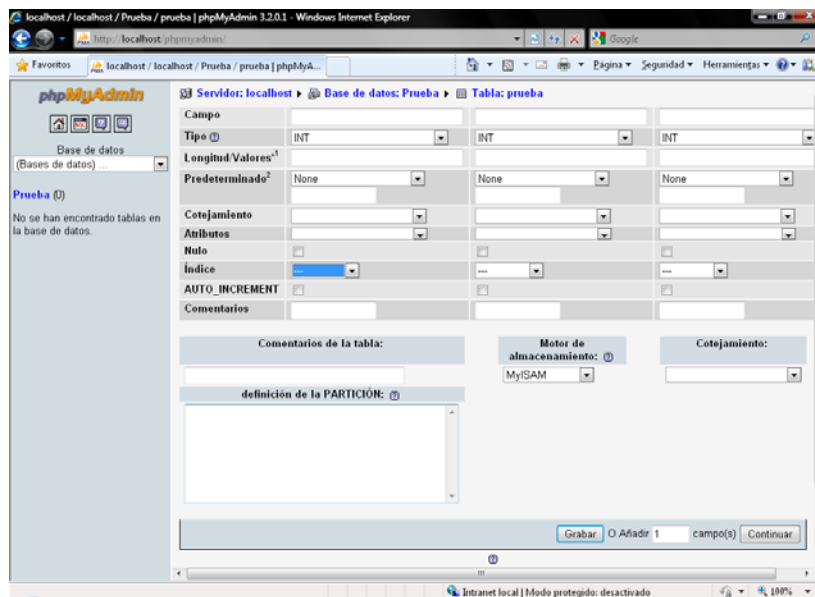 localhost / localhost / Prueba / prueba | phpMyAdmin 3.2.0.1 - Windows Internet Explorer
http://localhost/phpmyadmin/
Google
Favoritos
localhost / localhost / Prueba / prueba | phpMyA...
Página
Seguridad
Herramientas
phpMyAdmin
Base de datos
(Bases de datos) ...
Prueba (0)
No se han encontrado tablas en
la base de datos.
Servidor: localhost
Base de datos: Prueba
Tabla: prueba
Campo
Tipo INT INT INT
Longitud/Valores*1
Predeterminado2 None None None
Cotejamiento
Atributos
Nulo
Índice --- --- ---
AUTO_INCREMENT
Comentarios
Comentarios de la tabla:
Motor de
almacenamiento:
Cotejamiento:
MyISAM
definición de la PARTICIÓN:
Grabar O Añadir 1 campo(s) Continuar
Intranet local | Modo protegido: desactivado
100%